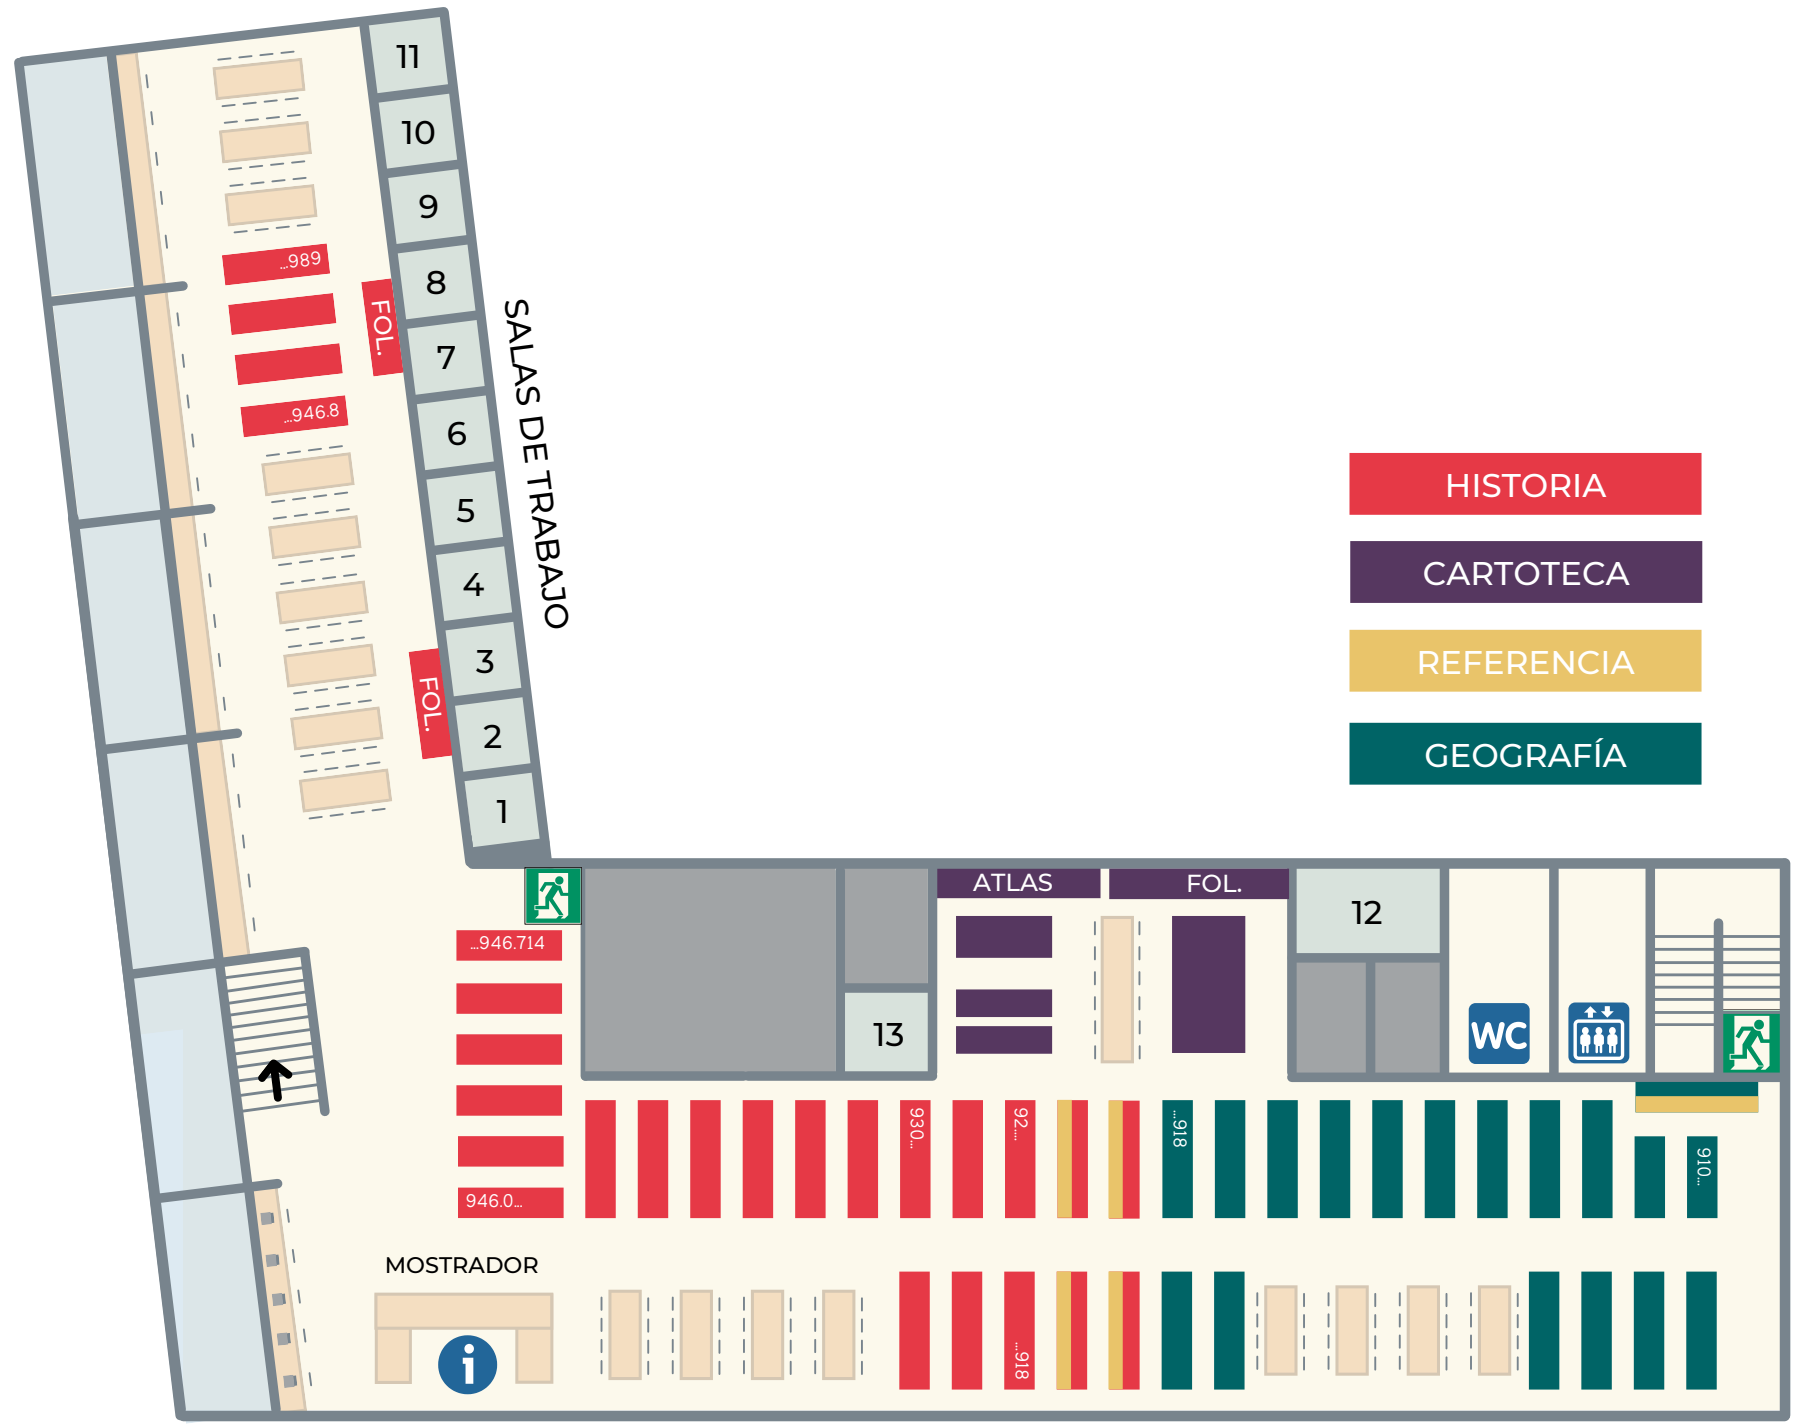 11
10
9
8
7
6
5
4
3
2
1
SALAS DE TRABAJO
...989
FOL.
...946.8
FOL.
HISTORIA
CARTOTECA
REFERENCIA
GEOGRAFÍA
ATLAS
FOL.
12
13
WC
...946.714
946.0...
930...
92....
...918
910...
MOSTRADOR
i
...918